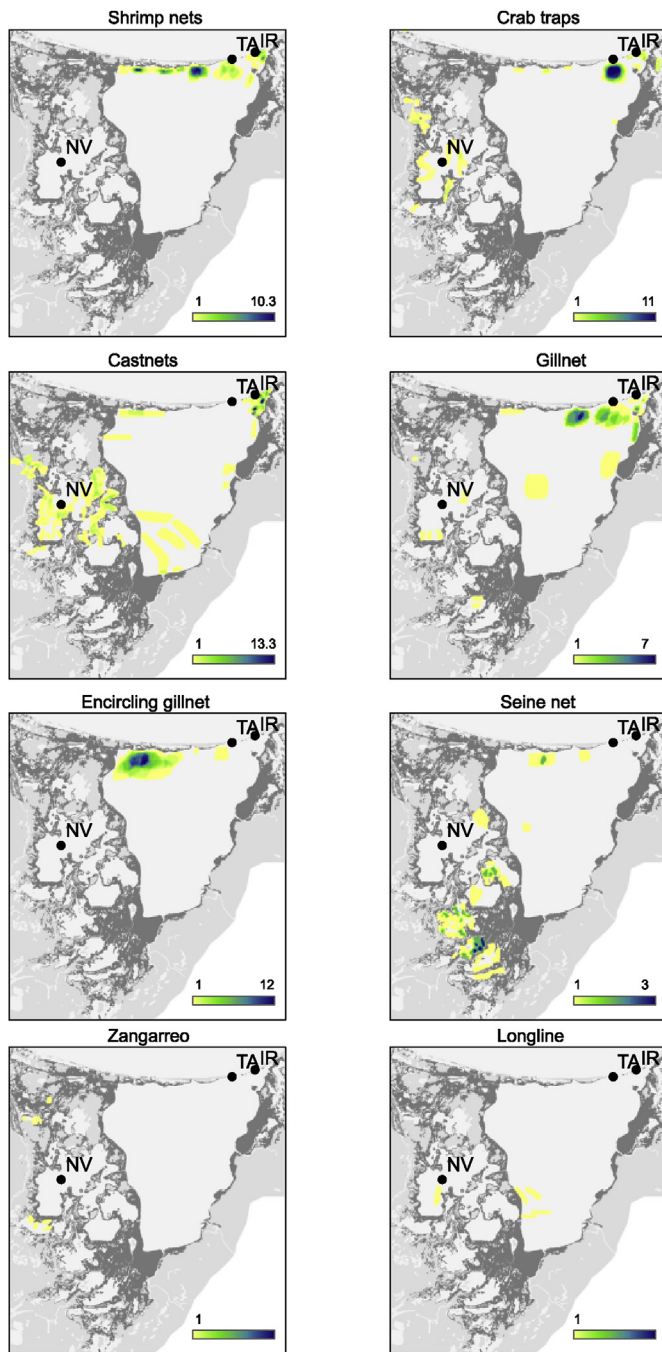 Shrimp nets
TA IR
NV
1 10.3
Crab traps
TA IR
NV
1 11
Castnets
TA IR
NV
1 13.3
Gillnet
TA IR
NV
1 7
Encircling gillnet
TA IR
NV
1 12
Seine net
TA IR
NV
1 3
Zangarreo
TA IR
NV
1
Longline
TA IR
NV
1